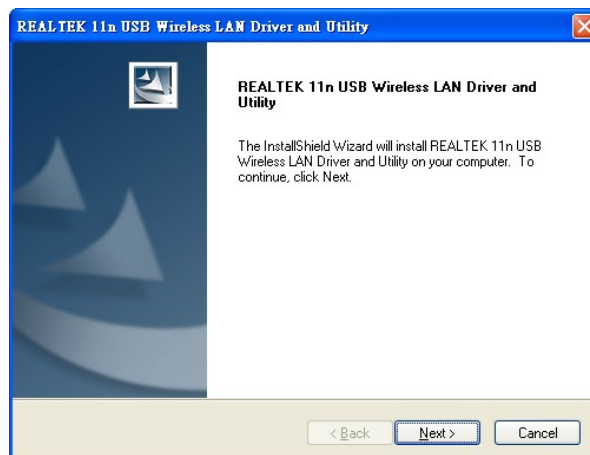 REALTEK 11n USB Wireless LAN Driver and Utility
REALTEK 11n USB Wireless LAN Driver and
Utility
The InstallShield Wizard will install REALTEK 11n USB
Wireless LAN Driver and Utility on your computer. To
continue, click Next.
< Back Next > Cancel